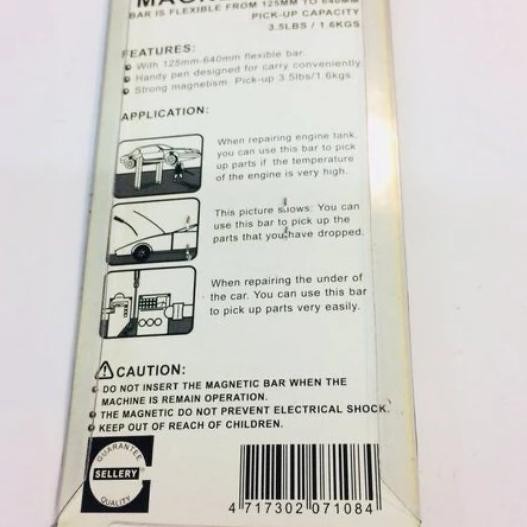 BAR IS FLEXIBLE FROM 125MM TO 640MM
PICK-UP CAPACITY
3.5LBS / 1.6KGS
FEATURES:
With 125mm-640mm flexible bar.
Handy pen designed for carry conveniently.
Strong magnetism. Pick-up 3.5lbs/1.6kgs.
APPLICATION:
When repairing engine tank,
you can use this bar to pick
up parts if the temperature
of the engine is very high.
This picture shows: You can
use this bar to pick up the
parts that you have dropped.
When repairing the under of
the car. You can use this bar
to pick up parts very easily.
CAUTION:
DO NOT INSERT THE MAGNETIC BAR WHEN THE
MACHINE IS REMAIN OPERATION.
THE MAGNETIC DO NOT PREVENT ELECTRICAL SHOCK.
KEEP OUT OF REACH OF CHILDREN.
GUARANTEE
SELLERY
QUALITY
4 717302 071084